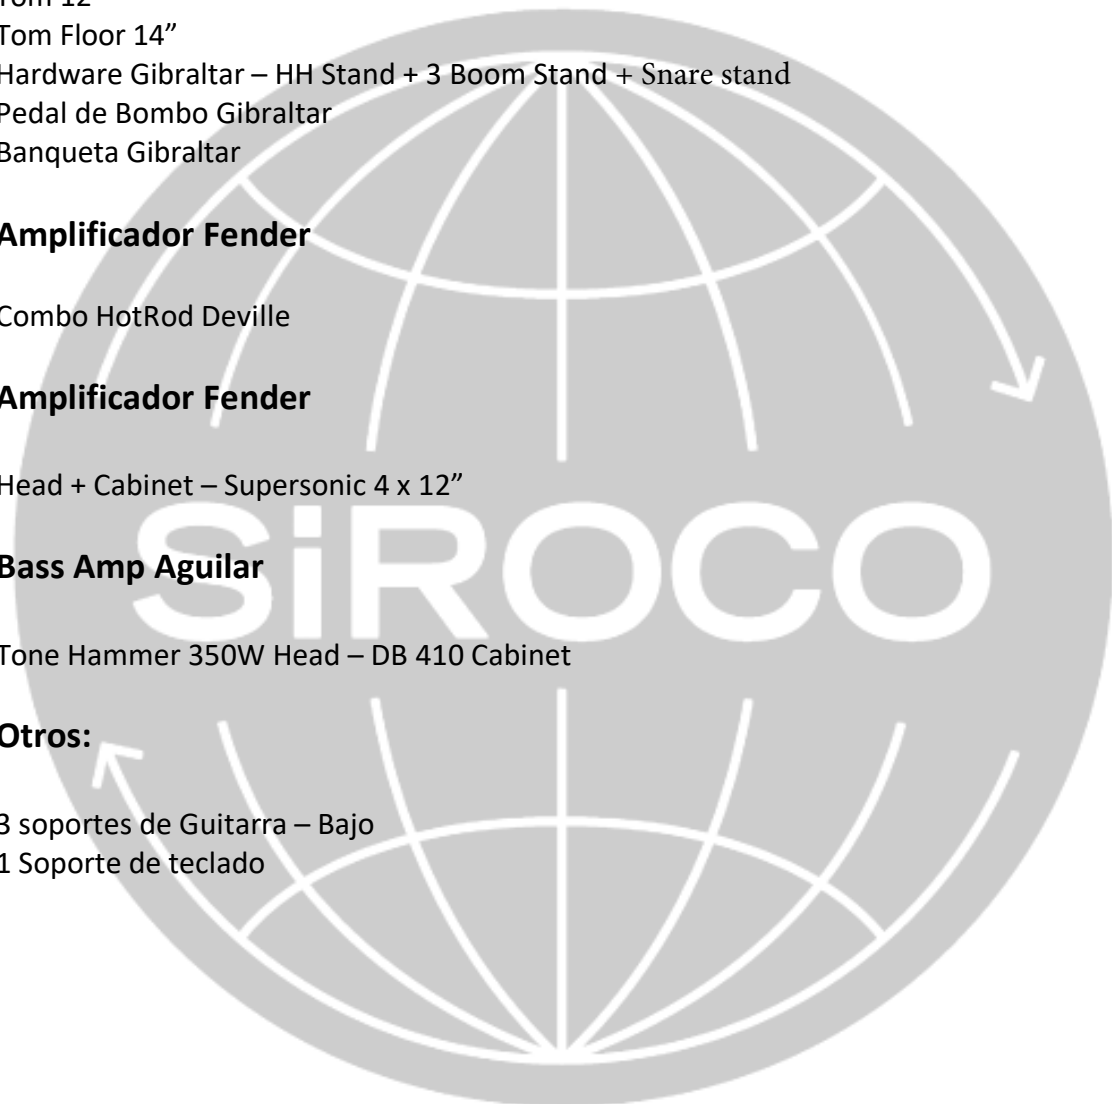 Tom 12
Tom Floor 14”
Hardware Gibraltar – HH Stand + 3 Boom Stand + Snare stand
Pedal de Bombo Gibraltar
Banqueta Gibraltar
Amplificador Fender
Combo HotRod Deville
Amplificador Fender
Head + Cabinet – Supersonic 4 x 12”
SiROCO
Bass Amp Aguilar
Tone Hammer 350W Head – DB 410 Cabinet
Otros:
3 soportes de Guitarra – Bajo
1 Soporte de teclado